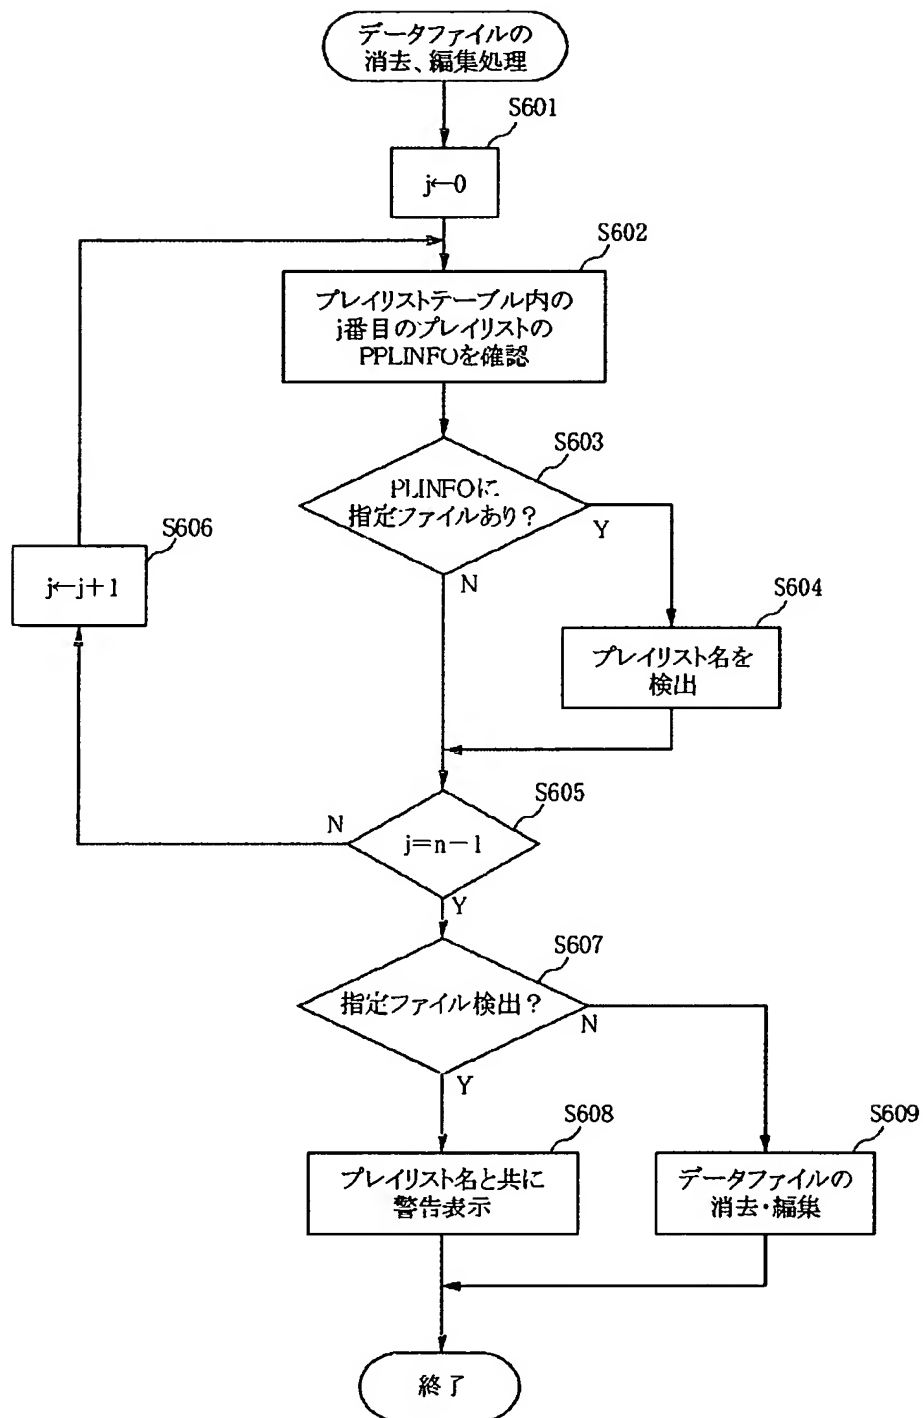 データファイルの
消去、編集処理
S601
j←0
S602
プレイリストテーブル内の
j番目のプレイリストの
PPLINFOを確認
S603
PLINFOに
指定ファイルあり?
Y
N
S606
j←j+1
S604
プレイリスト名を
検出
S605
N
j=n-1
Y
S607
指定ファイル検出?
N
Y
S608
プレイリスト名と共に
警告表示
S609
データファイルの
消去・編集
終了